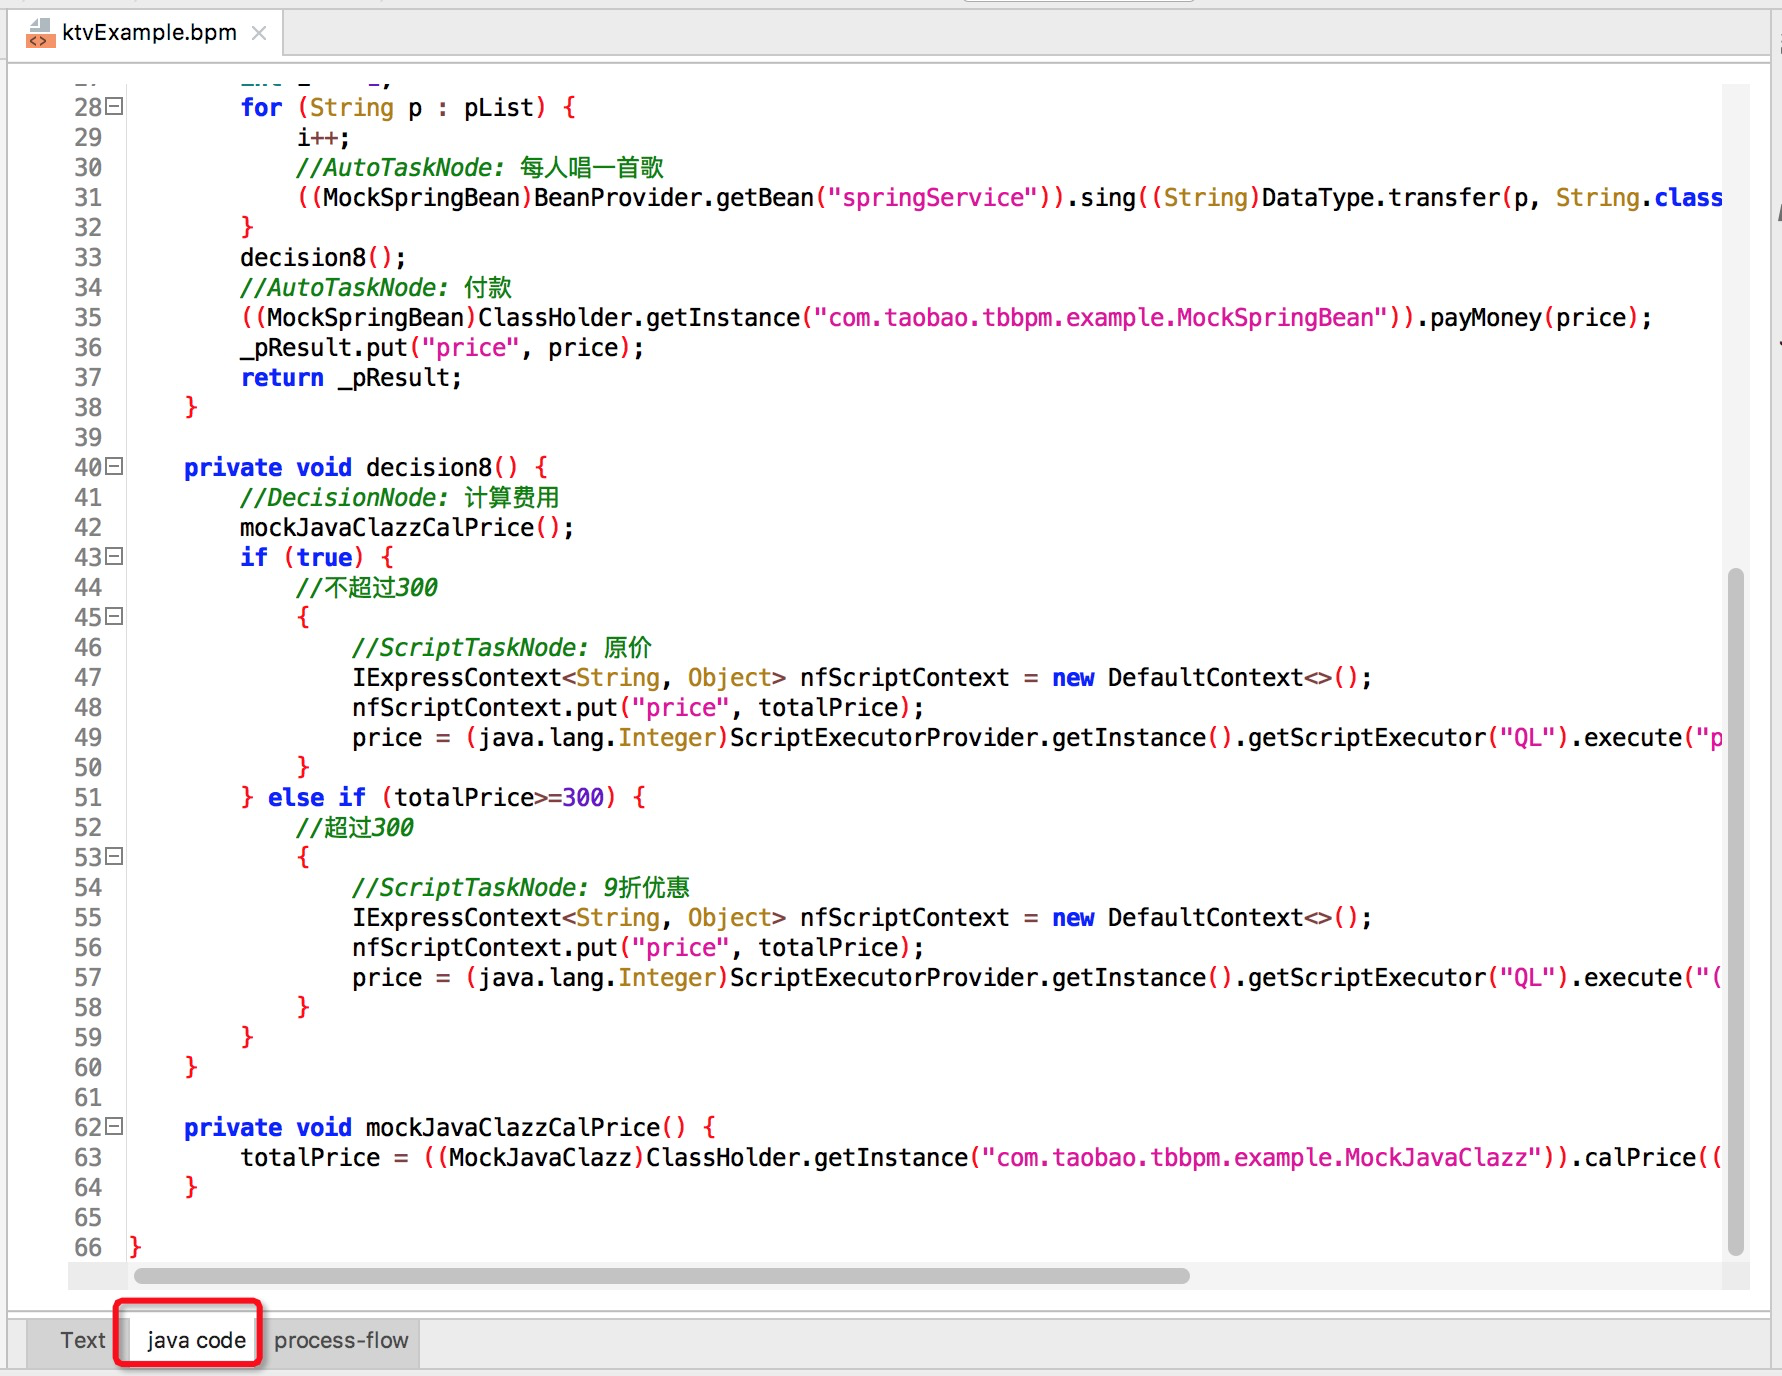 ktvExample.bpm
28 for (String p : pList) {
29 i++;
30 //AutoTaskNode: 每人唱一首歌
31 ((MockSpringBean)BeanProvider.getBean("springService")).sing((String)DataType.transfer(p, String.class
32 }
33 decision8();
34 //AutoTaskNode: 付款
35 ((MockSpringBean)ClassHolder.getInstance("com.taobao.tbbpm.example.MockSpringBean")).payMoney(price);
36 _pResult.put("price", price);
37 return _pResult;
38 }
39
40 private void decision8() {
41 //DecisionNode: 计算费用
42 mockJavaClazzCalPrice();
43 if (true) {
44 //不超过300
45 {
46 //ScriptTaskNode: 原价
47 IExpressContext<String, Object> nfScriptContext = new DefaultContext<>();
48 nfScriptContext.put("price", totalPrice);
49 price = (java.lang.Integer)ScriptExecutorProvider.getInstance().getScriptExecutor("QL").execute("p
50 }
51 } else if (totalPrice>=300) {
52 //超过300
53 {
54 //ScriptTaskNode: 9折优惠
55 IExpressContext<String, Object> nfScriptContext = new DefaultContext<>();
56 nfScriptContext.put("price", totalPrice);
57 price = (java.lang.Integer)ScriptExecutorProvider.getInstance().getScriptExecutor("QL").execute("(
58 }
59 }
60 }
61
62 private void mockJavaClazzCalPrice() {
63 totalPrice = ((MockJavaClazz)ClassHolder.getInstance("com.taobao.tbbpm.example.MockJavaClazz")).calPrice((
64 }
65
66 }
Text java code process-flow